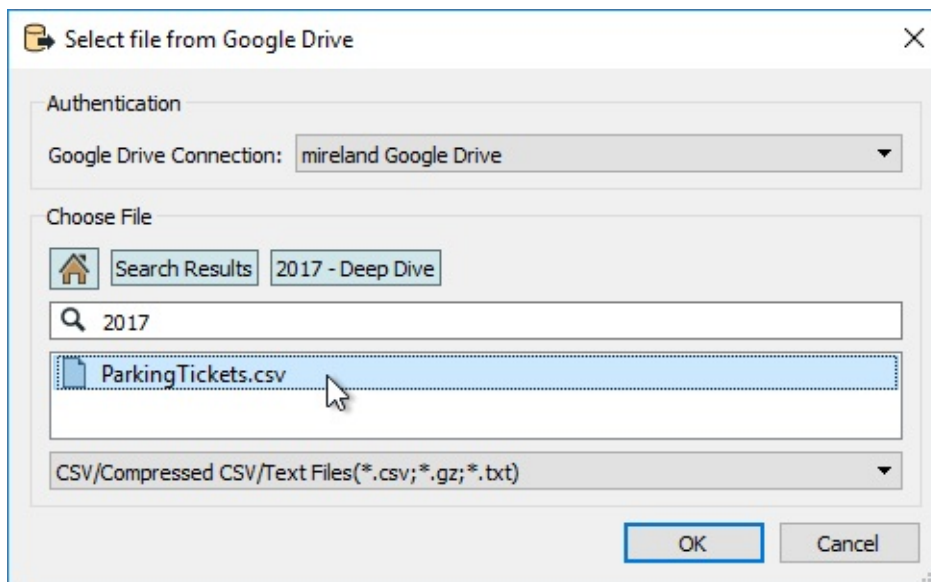 Select file from Google Drive
Authentication
Google Drive Connection: mireland Google Drive
Choose File
Search Results 2017 - Deep Dive
2017
ParkingTickets.csv
CSV/Compressed CSV/Text Files(*.csv;*.gz;*.txt)
OK Cancel